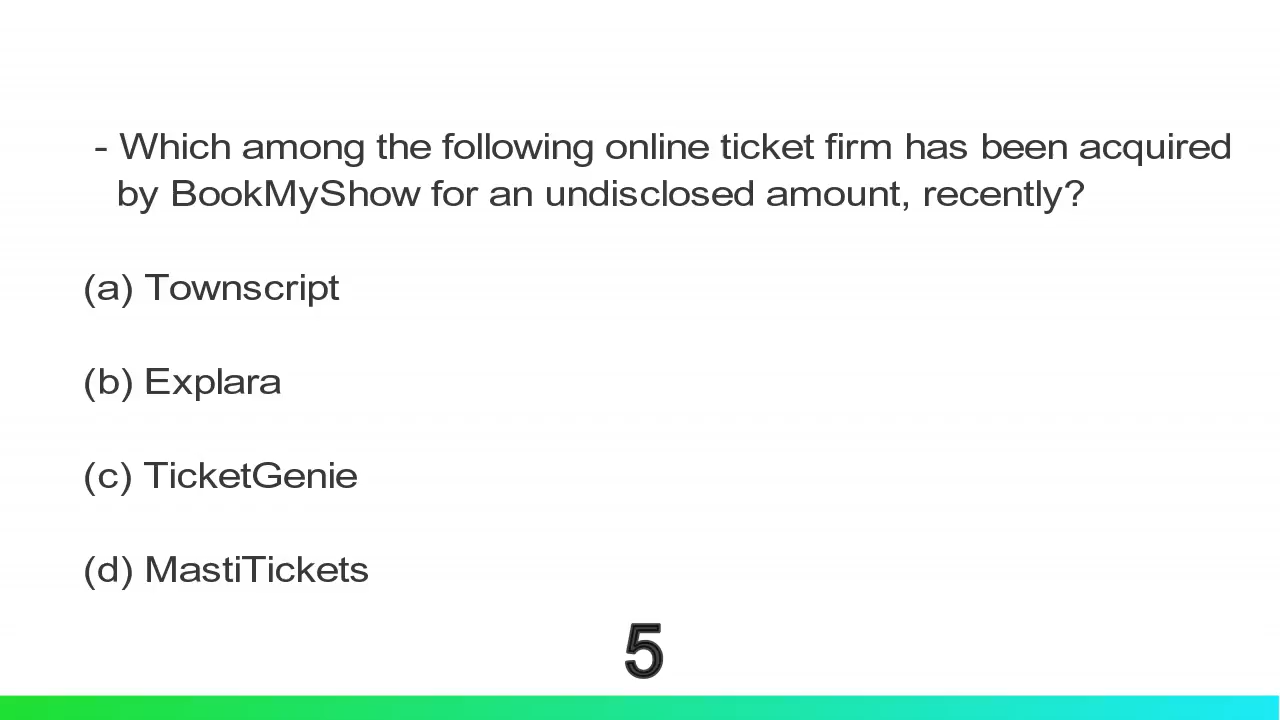 - Which among the following online ticket firm has been acquired
by BookMyShow for an undisclosed amount, recently?
(a) Townscript
(b) Explara
(c) TicketGenie
(d) MastiTickets
5